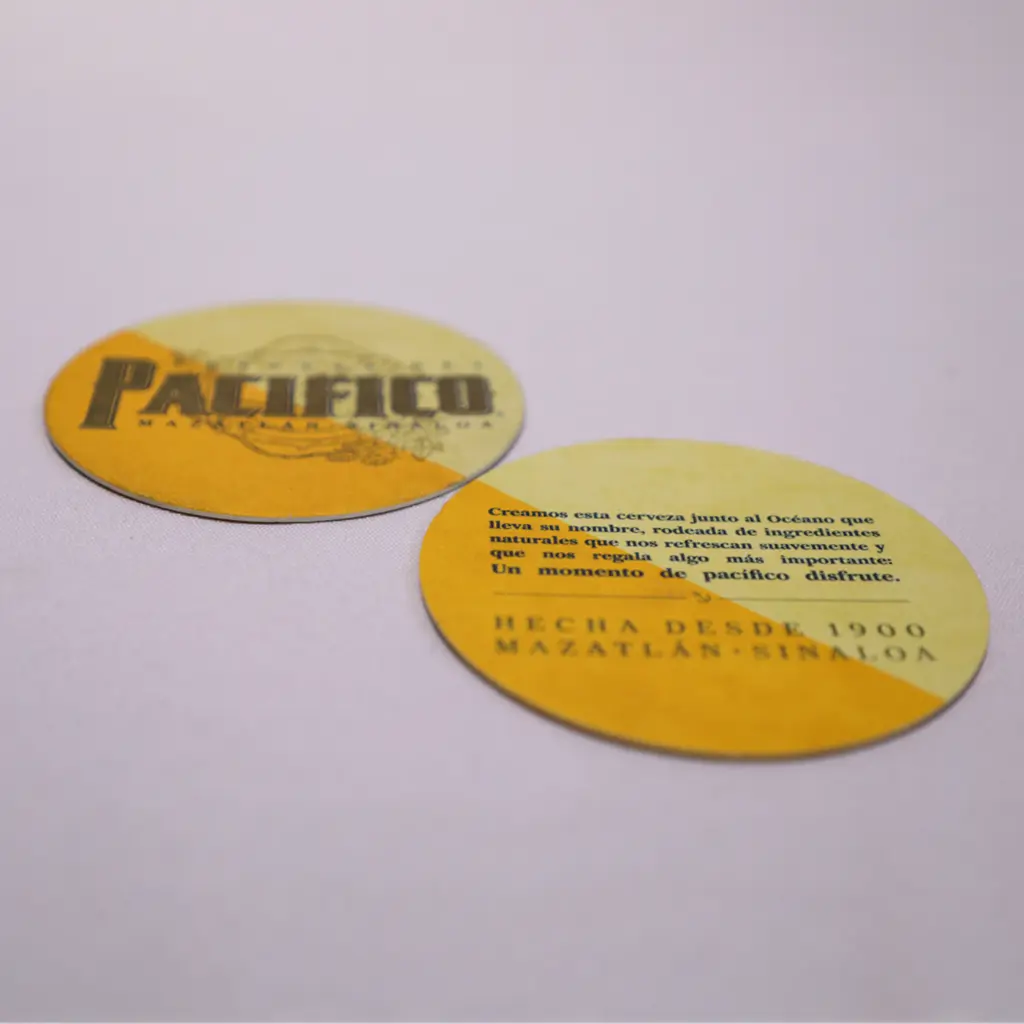 PACIFICO
MAZATLAN SINALOA
Creamos esta cerveza junto al Océano que
lleva su nombre, rodeada de ingredientes
naturales que nos refrescan suavemente y
que nos regala algo más importante:
Un momento de pacífico disfrute.
HECHA DESDE 1900
MAZATLÁN·SINALOA